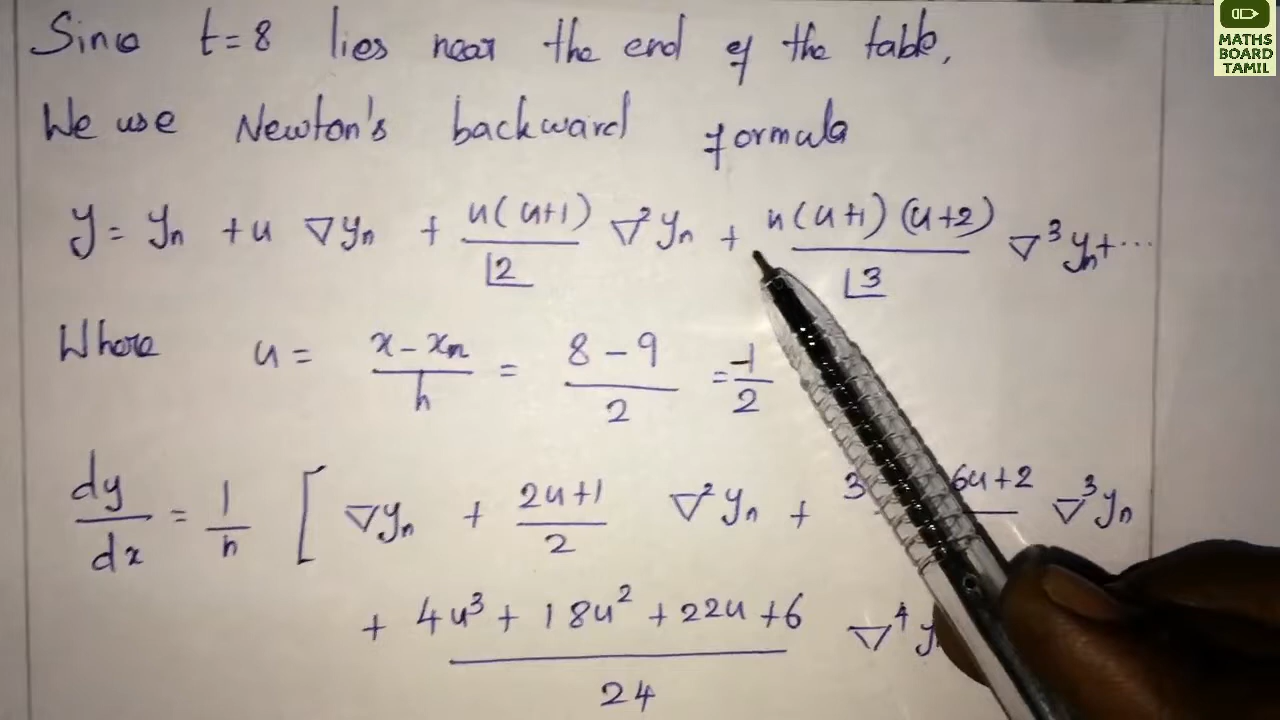 Since t=8 lies near the end of the table,
We use Newton's backward formula
y = yn + u ∇yn + u(u+1)/⌊2 ∇²yn + u(u+1)(u+2)/⌊3 ∇³yn + ...
Where u = x - xn/h = 8 - 9/2 = -1/2
dy/dx = 1/h [ ∇yn + 2u+1/2 ∇²yn + 3 6u+2 ∇³yn
+ 4u³ + 18u² + 22u + 6/24 ∇⁴y
MATHS
BOARD
TAMIL